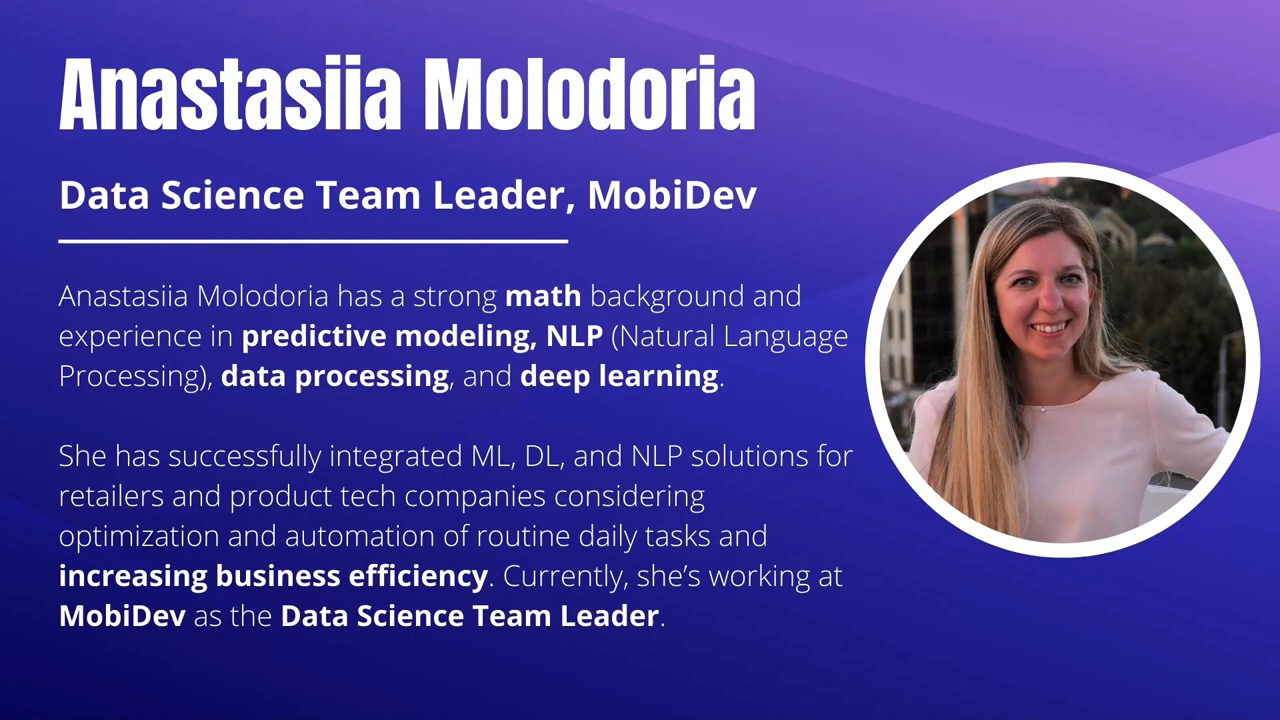 Anastasiia Molodoria
Data Science Team Leader, MobiDev
Anastasiia Molodoria has a strong math background and
experience in predictive modeling, NLP (Natural Language
Processing), data processing, and deep learning.
She has successfully integrated ML, DL, and NLP solutions for
retailers and product tech companies considering
optimization and automation of routine daily tasks and
increasing business efficiency. Currently, she’s working at
MobiDev as the Data Science Team Leader.